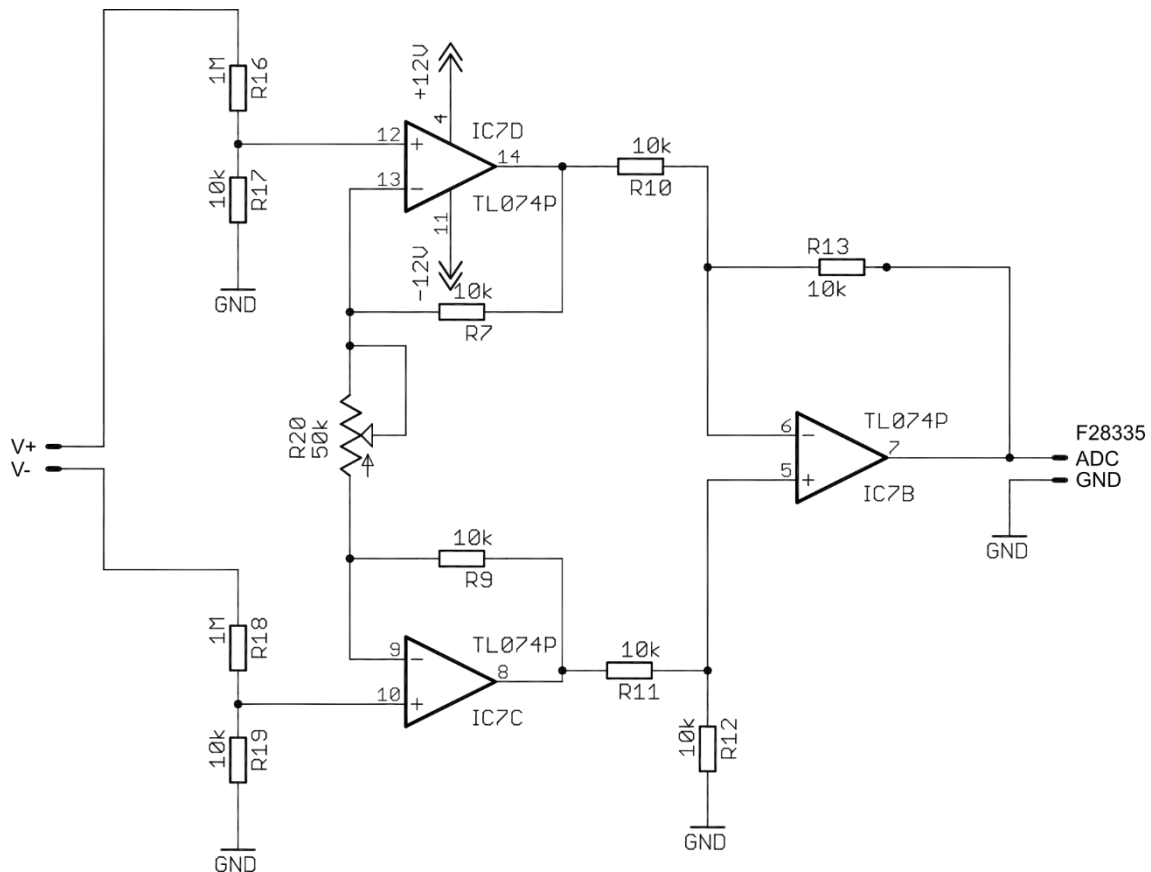 1M
R16
10k
R17
GND
+12V
4
12
+
13
−
IC7D
14
TL074P
11
-12V
10k
R7
10k
R10
R13
10k
V+
V-
R20
50k
TL074P
6
−
5
+
7
IC7B
F28335
ADC
GND
GND
10k
R9
1M
R18
10k
R19
GND
TL074P
9
−
10
+
8
IC7C
10k
R11
10k
R12
GND